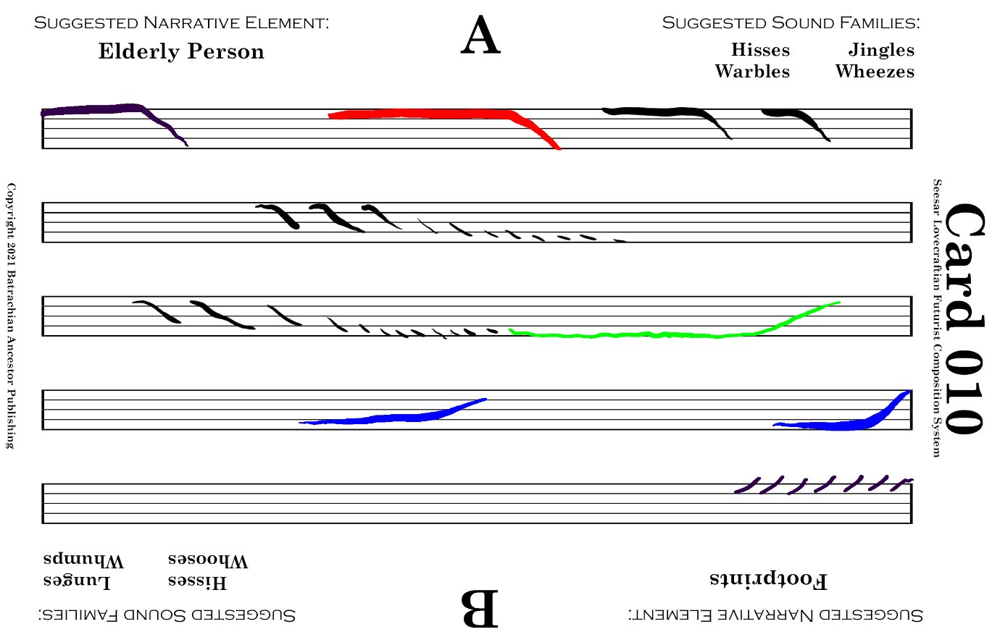 SUGGESTED NARRATIVE ELEMENT:
Elderly Person
A
SUGGESTED SOUND FAMILIES:
Hisses Jingles
Warbles Wheezes
Copyright 2021 Batrachian Ancestor Publishing
Card 010
Seesar Lovecraftian Futurist Composition System
B
SUGGESTED NARRATIVE ELEMENT:
Footprints
SUGGESTED SOUND FAMILIES:
Hisses Lunges
Whooses Whumps